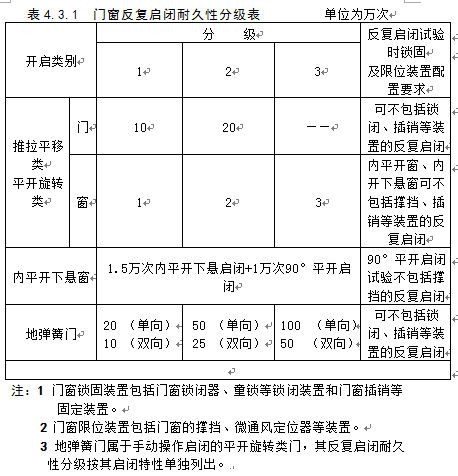 表4.3.1 门窗反复启闭耐久性分级表 单位为万次
开启类别
分 级
反复启闭试验
时锁固
及限位装置配
置要求
1 2 3
推拉平移
类
平开旋转
类
门 10 20 ——
可不包括锁
闭、插销等装
置的反复启闭
窗 1 2 3
内平开窗、内
开下悬窗可不
包括撑挡、插
销等装置的反
复启闭
内平开下悬窗
1.5万次内平开下悬启闭+1万次90°平开启
闭
90°平开启闭
试验不包括撑
挡的反复启闭
地弹簧门
20 (单向) 50 (单向) 100 (单向)
10 (双向) 25 (双向) 50 (双向)
可不包括锁
闭、插销等装
置的反复启闭
注：1 门窗锁固装置包括门窗锁闭器、童锁等锁闭装置和门窗插销等
固定装置。
2 门窗限位装置包括门窗的撑挡、微通风定位器等装置。
3 地弹簧门属于手动操作启闭的平开旋转类门，其反复启闭耐久
性分级按其启闭特性单独列出。